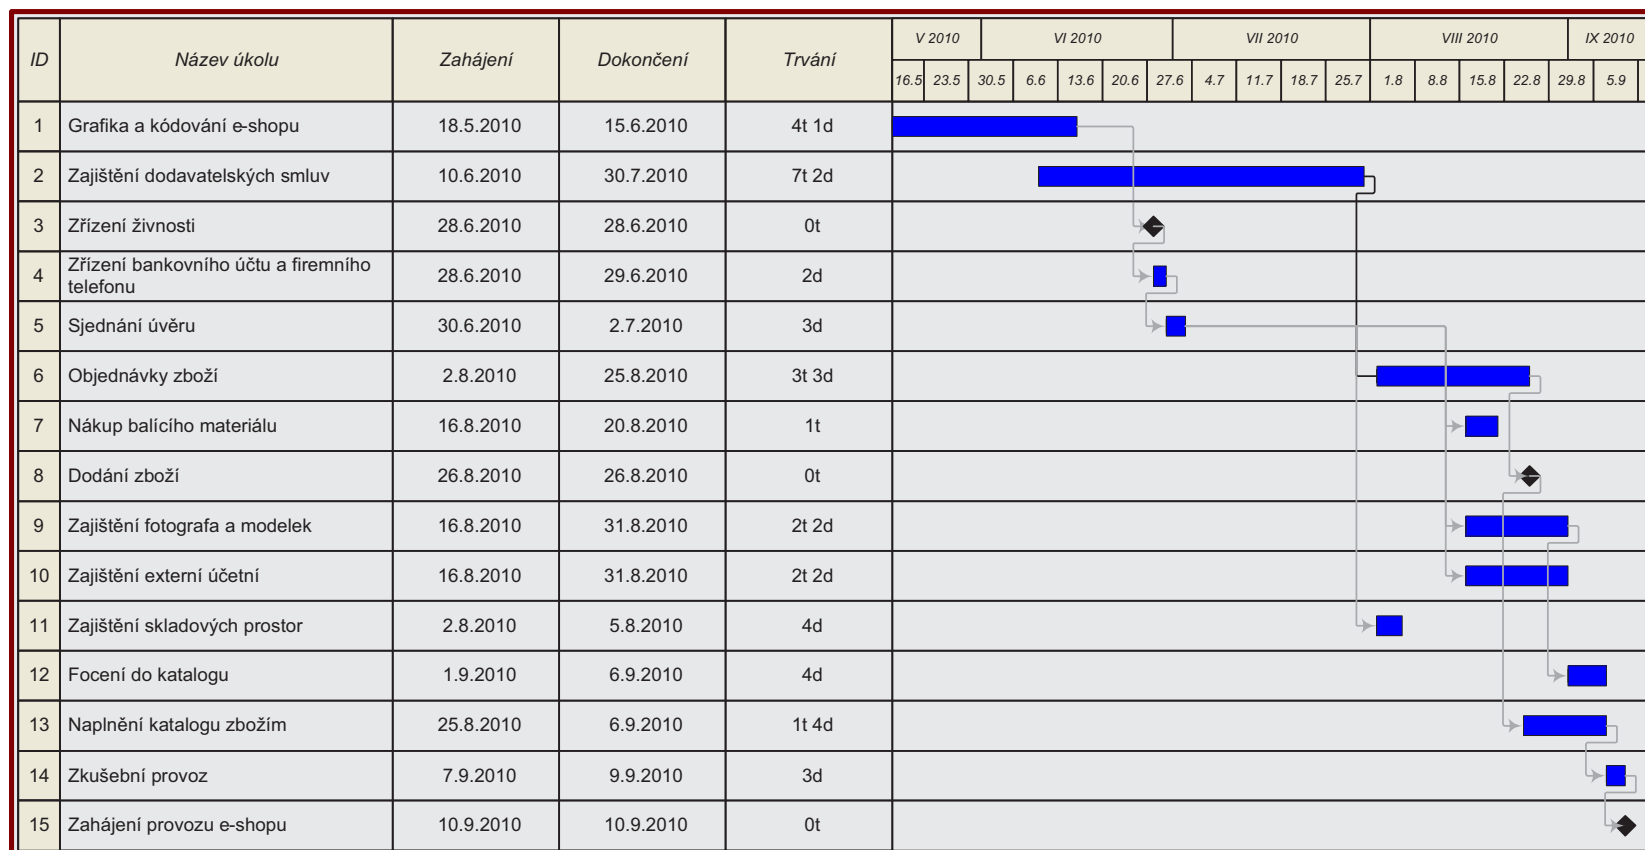 ID Název úkolu Zahájení Dokončení Trvání V 2010 VI 2010 VII 2010 VIII 2010 IX 2010
16.5 23.5 30.5 6.6 13.6 20.6 27.6 4.7 11.7 18.7 25.7 1.8 8.8 15.8 22.8 29.8 5.9
1 Grafika a kódování e-shopu 18.5.2010 15.6.2010 4t 1d
2 Zajištění dodavatelských smluv 10.6.2010 30.7.2010 7t 2d
3 Zřízení živnosti 28.6.2010 28.6.2010 0t
4 Zřízení bankovního účtu a firemního
telefonu 28.6.2010 29.6.2010 2d
5 Sjednání úvěru 30.6.2010 2.7.2010 3d
6 Objednávky zboží 2.8.2010 25.8.2010 3t 3d
7 Nákup balícího materiálu 16.8.2010 20.8.2010 1t
8 Dodání zboží 26.8.2010 26.8.2010 0t
9 Zajištění fotografa a modelek 16.8.2010 31.8.2010 2t 2d
10 Zajištění externí účetní 16.8.2010 31.8.2010 2t 2d
11 Zajištění skladových prostor 2.8.2010 5.8.2010 4d
12 Focení do katalogu 1.9.2010 6.9.2010 4d
13 Naplnění katalogu zbožím 25.8.2010 6.9.2010 1t 4d
14 Zkušební provoz 7.9.2010 9.9.2010 3d
15 Zahájení provozu e-shopu 10.9.2010 10.9.2010 0t